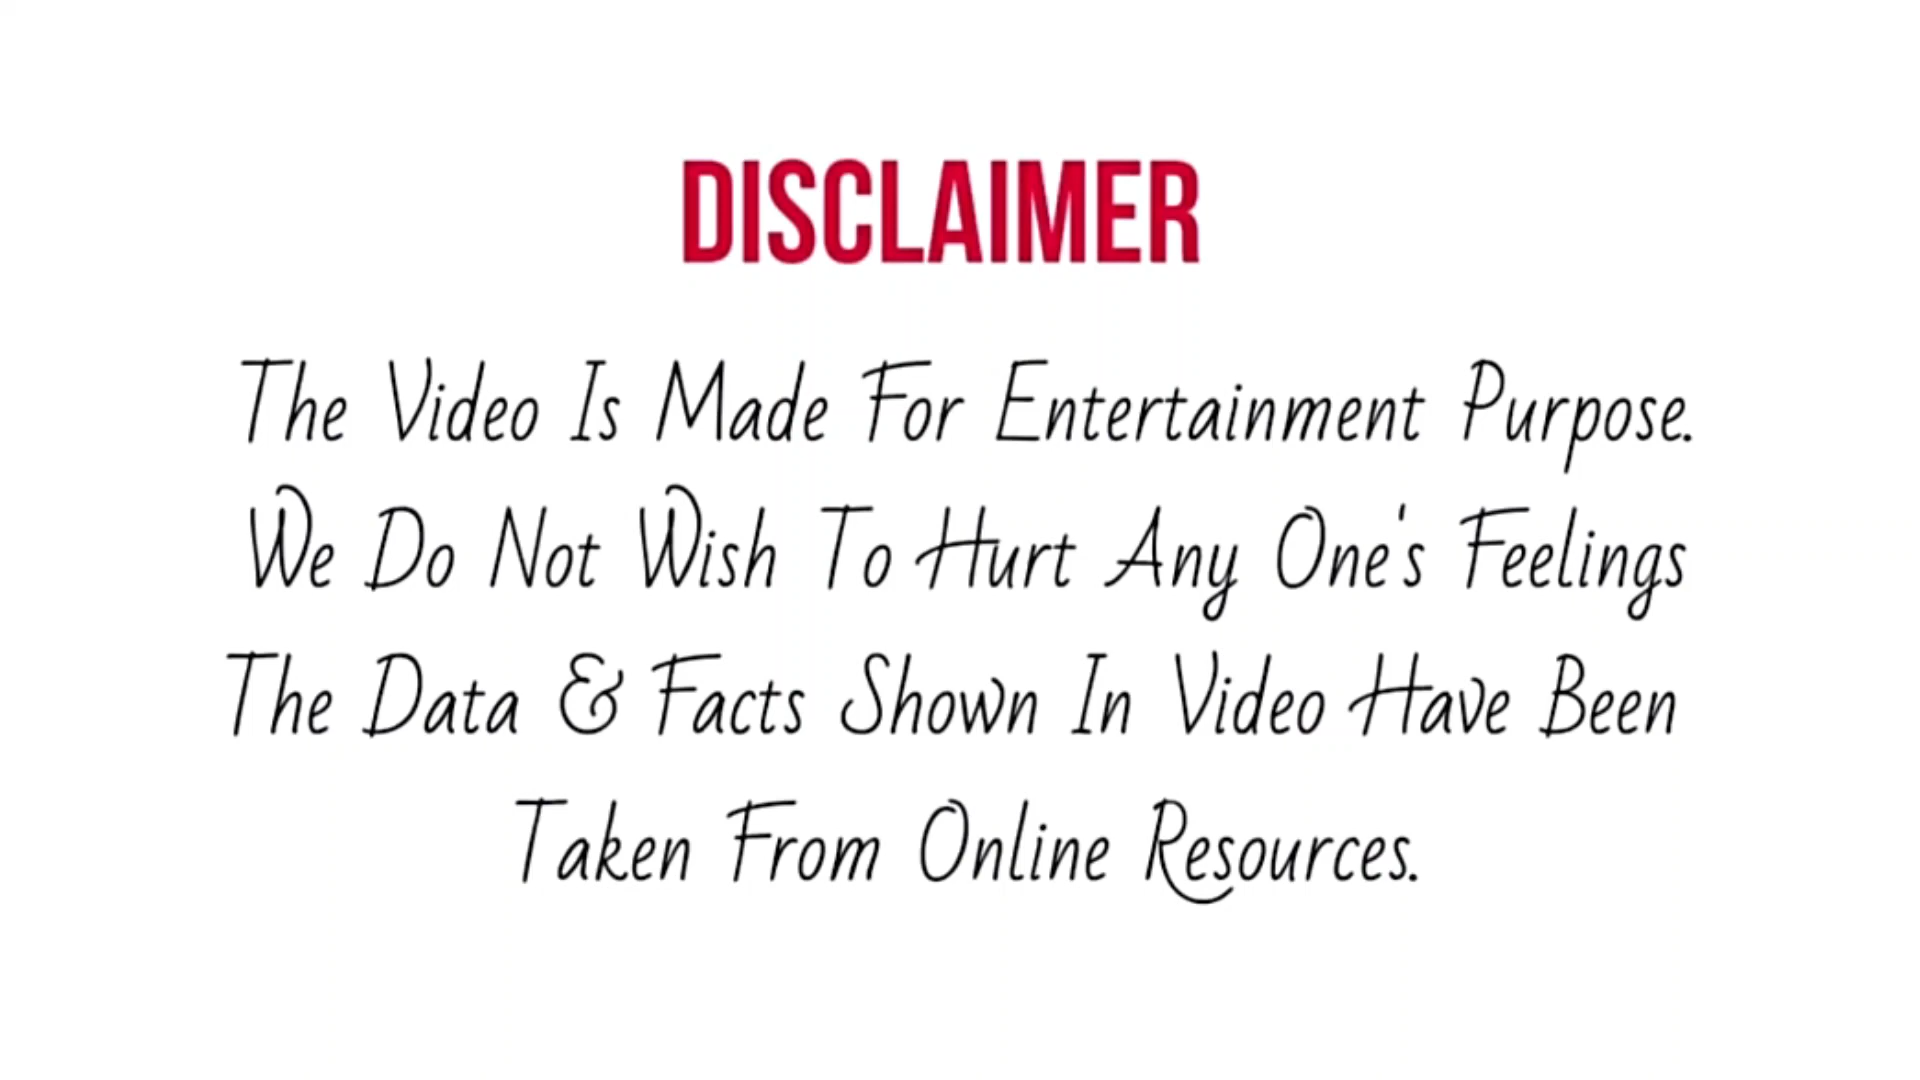 DISCLAIMER
The Video Is Made For Entertainment Purpose.
We Do Not Wish To Hurt Any One's Feelings
The Data & Facts Shown In Video Have Been
Taken From Online Resources.